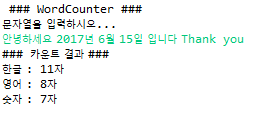 ### WordCounter ###
문자열을 입력하시오...
안녕하세요 2017년 6월 15일 입니다 Thank you
### 카운트 결과 ###
한글 : 11자
영어 : 8자
숫자 : 7자